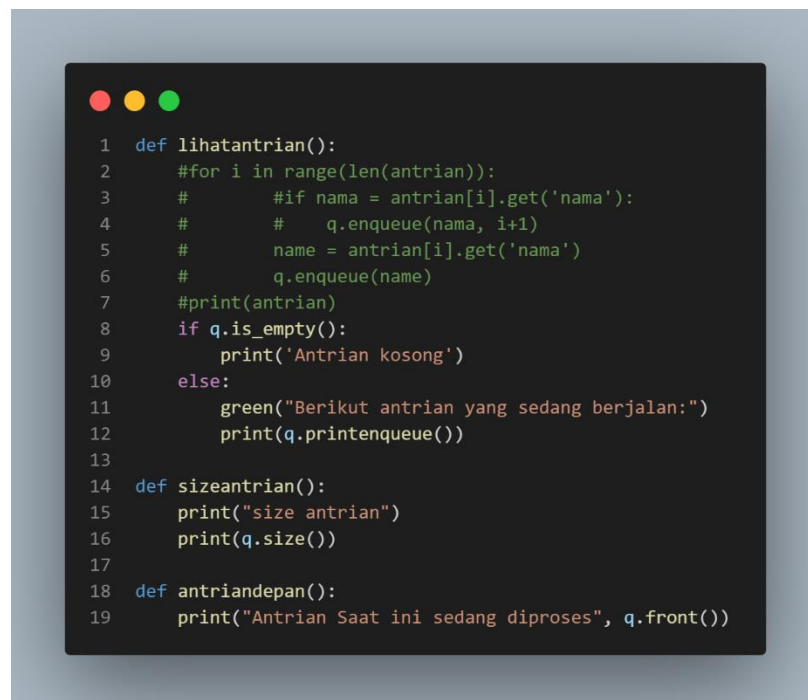 1 def lihatantrian():
2     #for i in range(len(antrian)):
3     #        #if nama = antrian[i].get('nama'):
4     #        #    q.enqueue(nama, i+1)
5     #        name = antrian[i].get('nama')
6     #        q.enqueue(name)
7     #print(antrian)
8     if q.is_empty():
9         print('Antrian kosong')
10     else:
11         green("Berikut antrian yang sedang berjalan:")
12         print(q.printenqueue())
13
14 def sizeantrian():
15     print("size antrian")
16     print(q.size())
17
18 def antriandepan():
19     print("Antrian Saat ini sedang diproses", q.front())